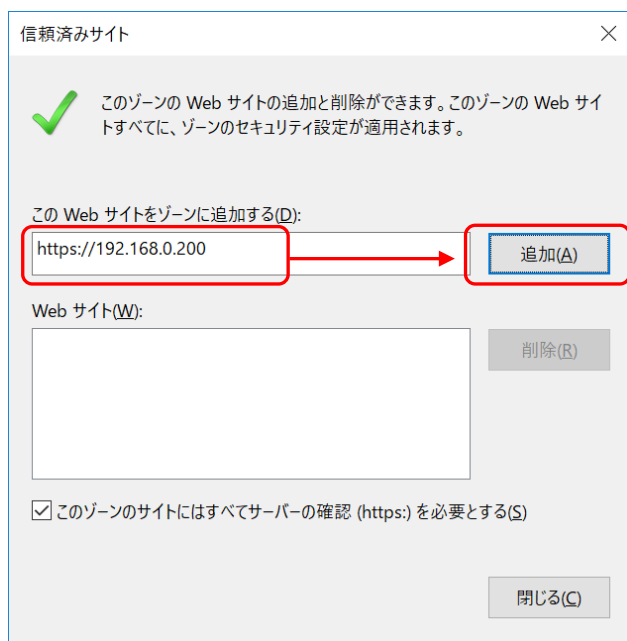 信頼済みサイト
このゾーンの Web サイトの追加と削除ができます。このゾーンの Web サイ
トすべてに、ゾーンのセキュリティ設定が適用されます。
この Web サイトをゾーンに追加する(D):
https://192.168.0.200
追加(A)
Web サイト(W):
削除(R)
このゾーンのサイトにはすべてサーバーの確認 (https:) を必要とする(S)
閉じる(C)